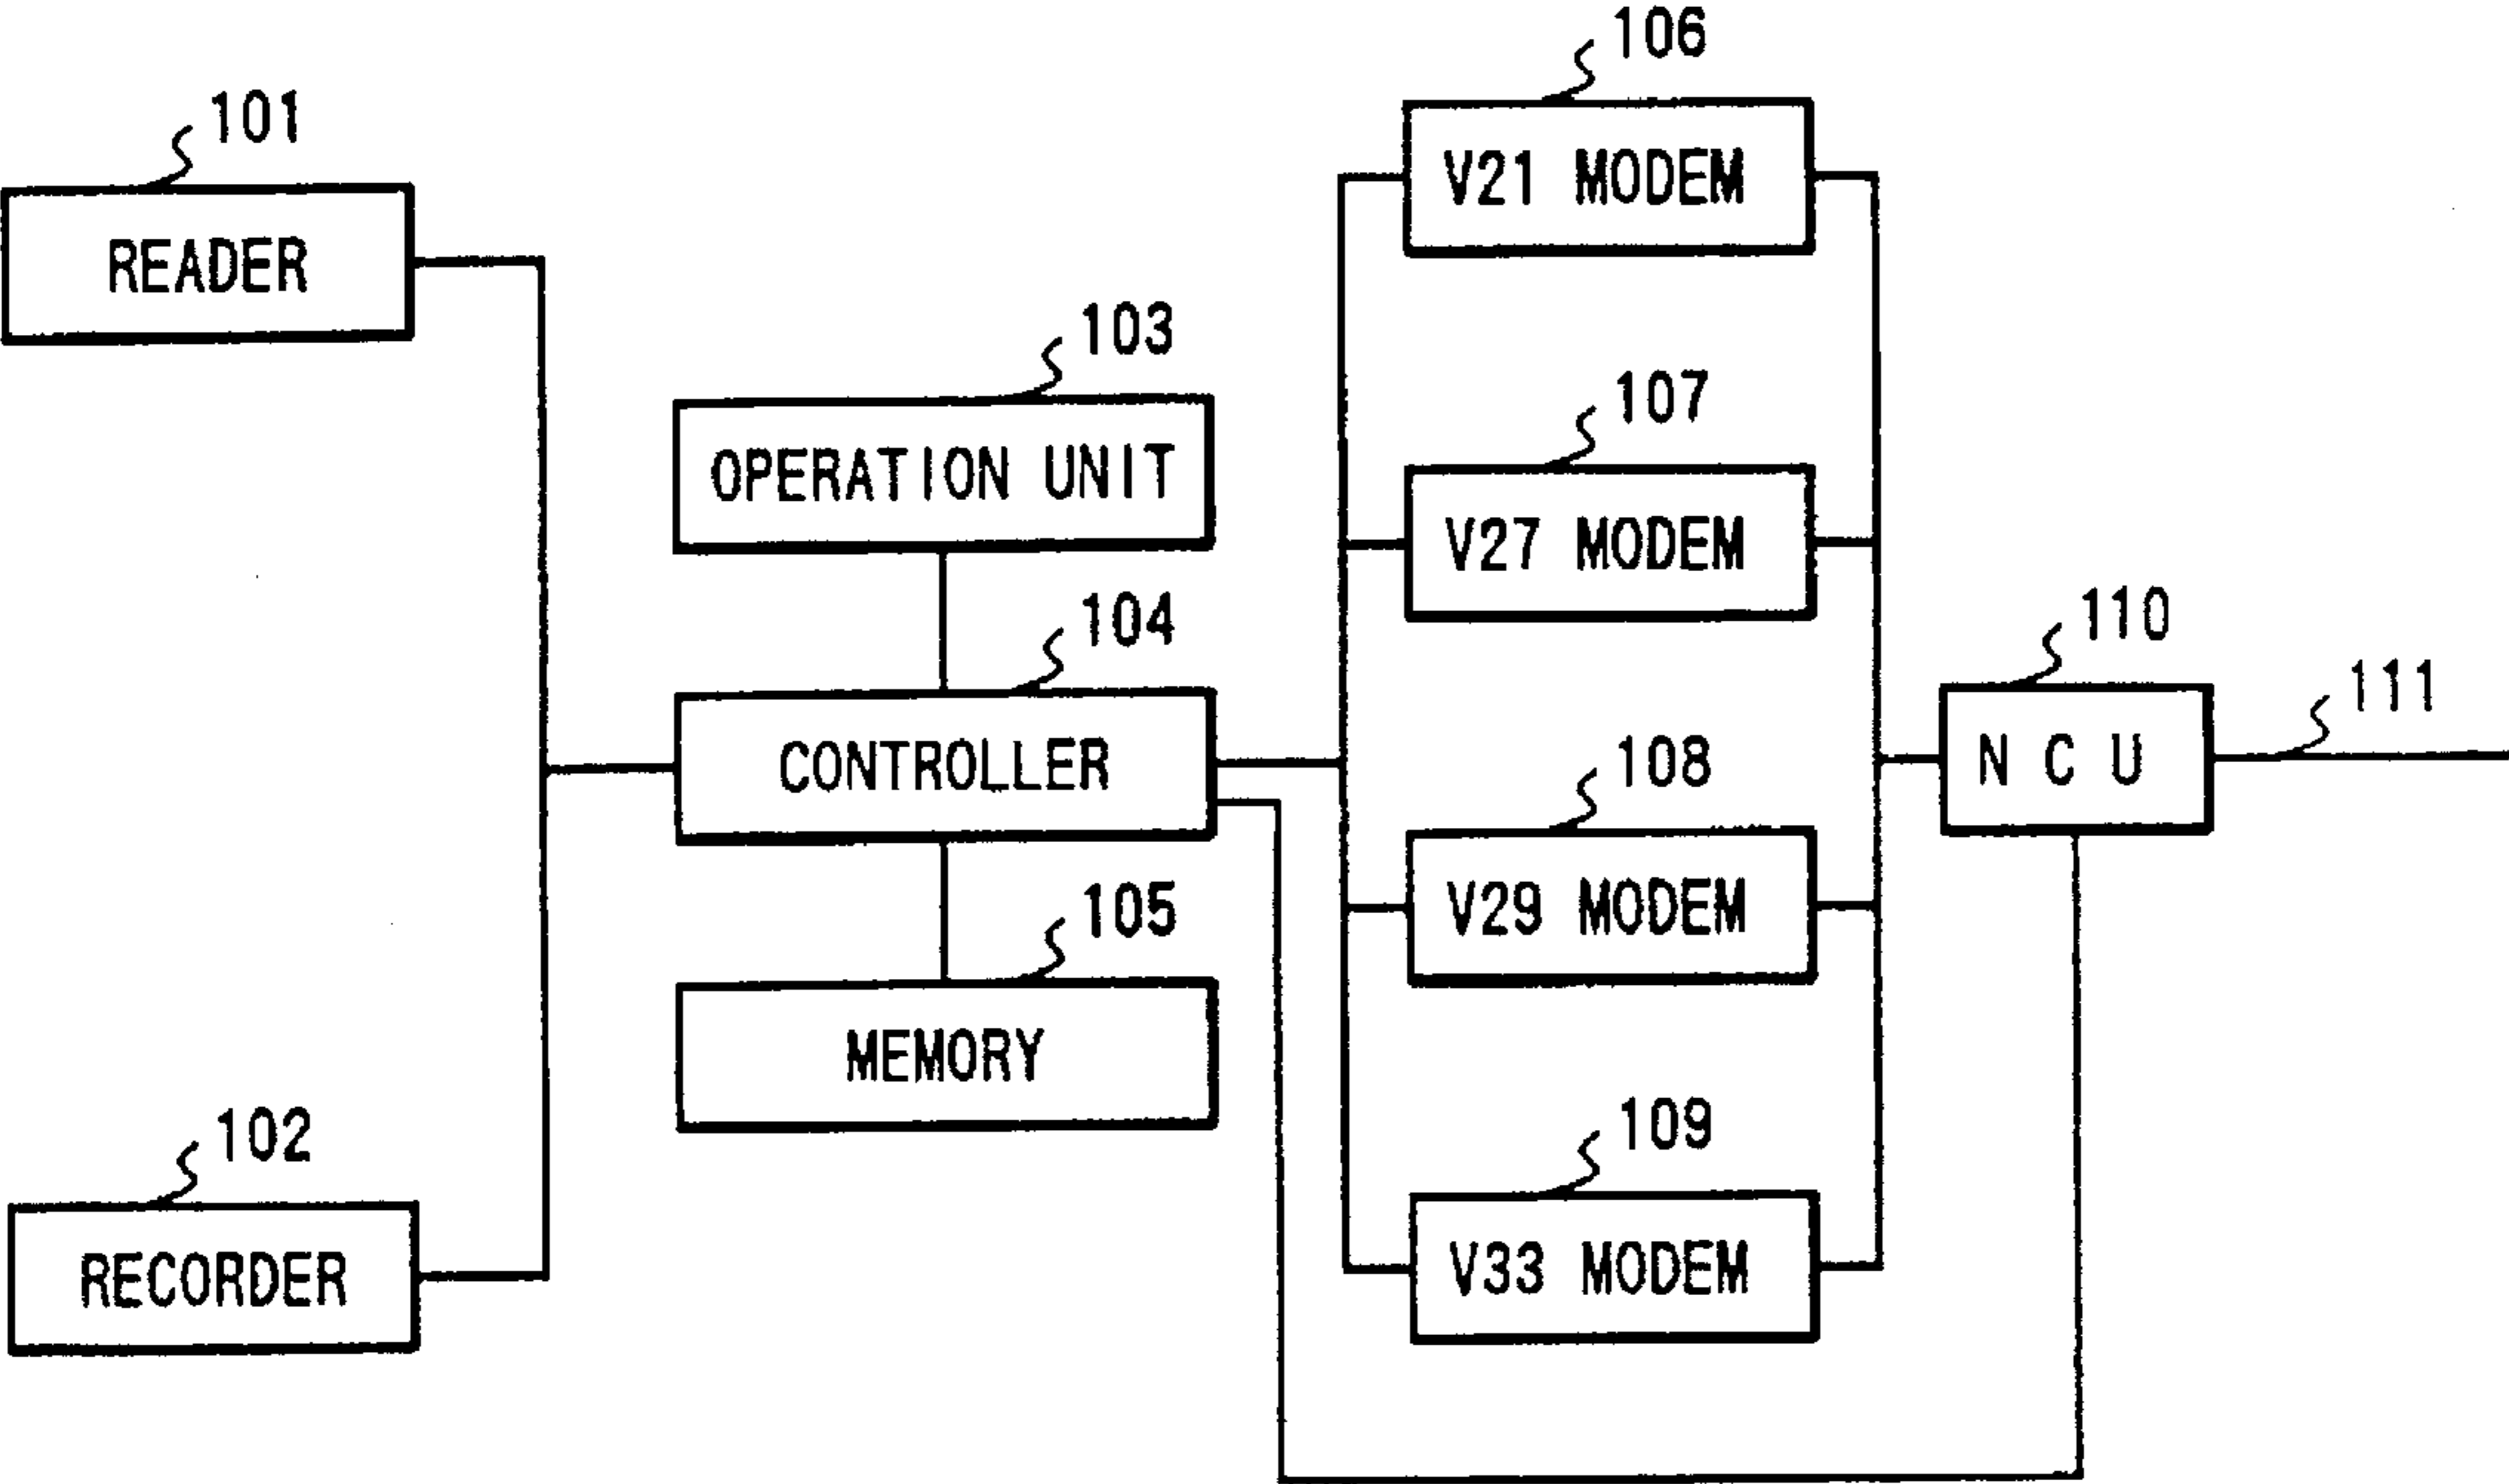 101
READER
102
RECORDER
103
OPERATION UNIT
104
CONTROLLER
105
MEMORY
106
V21 MODEM
107
V27 MODEM
108
V29 MODEM
109
V33 MODEM
110
NCU
111